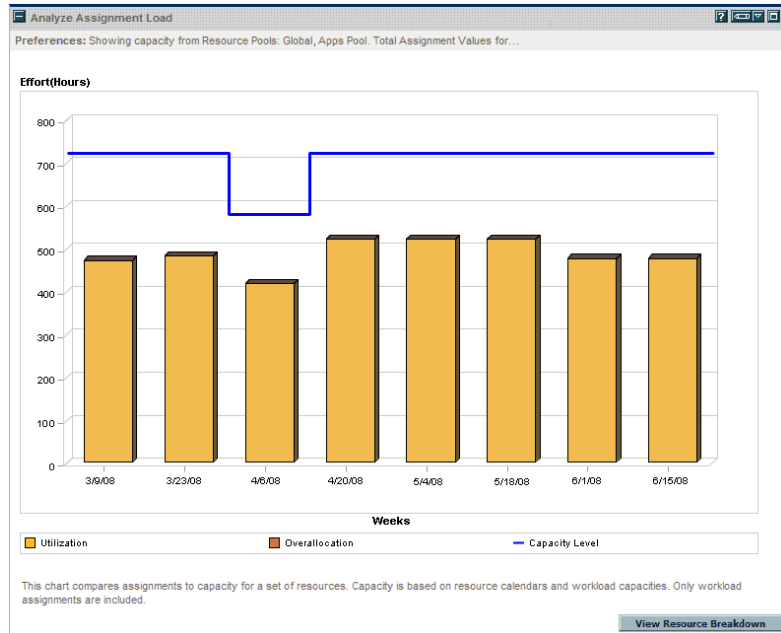 Analyze Assignment Load
?
Preferences: Showing capacity from Resource Pools: Global, Apps Pool. Total Assignment Values for...
Effort(Hours)
800
700
600
500
400
300
200
100
0
3/9/08 3/23/08 4/6/08 4/20/08 5/4/08 5/18/08 6/1/08 6/15/08
Weeks
Utilization Overallocation Capacity Level
This chart compares assignments to capacity for a set of resources. Capacity is based on resource calendars and workload capacities. Only workload
assignments are included.
View Resource Breakdown